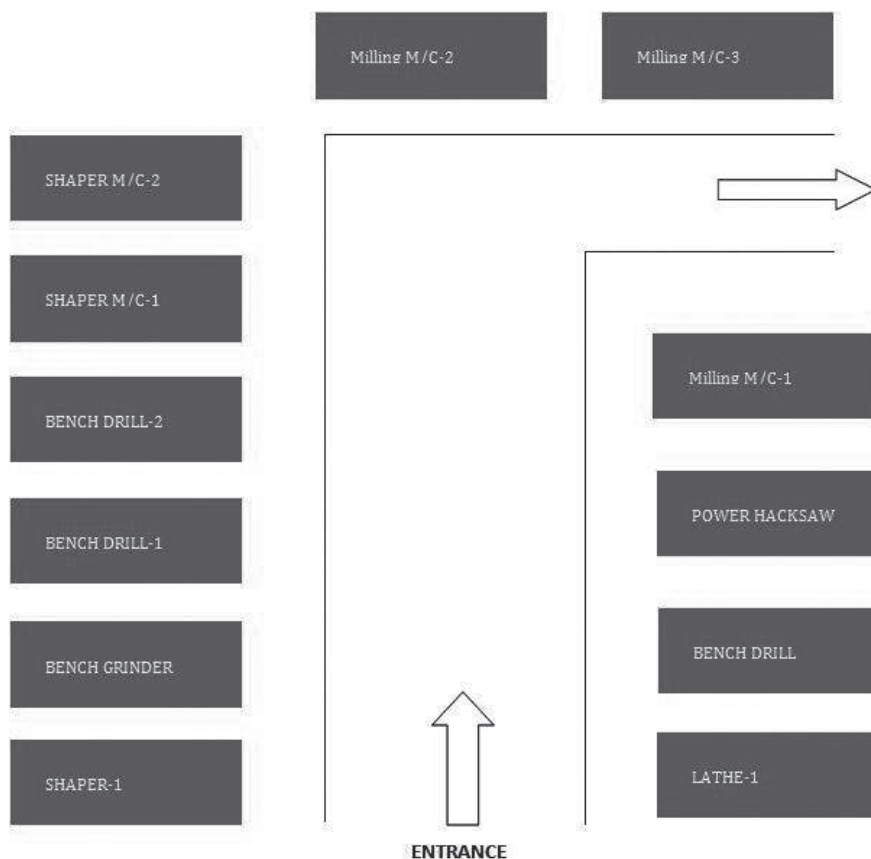 Milling M/C-2
Milling M/C-3
SHAPER M/C-2
SHAPER M/C-1
Milling M/C-1
BENCH DRILL-2
POWER HACKSAW
BENCH DRILL-1
BENCH DRILL
BENCH GRINDER
LATHE-1
SHAPER-1
ENTRANCE